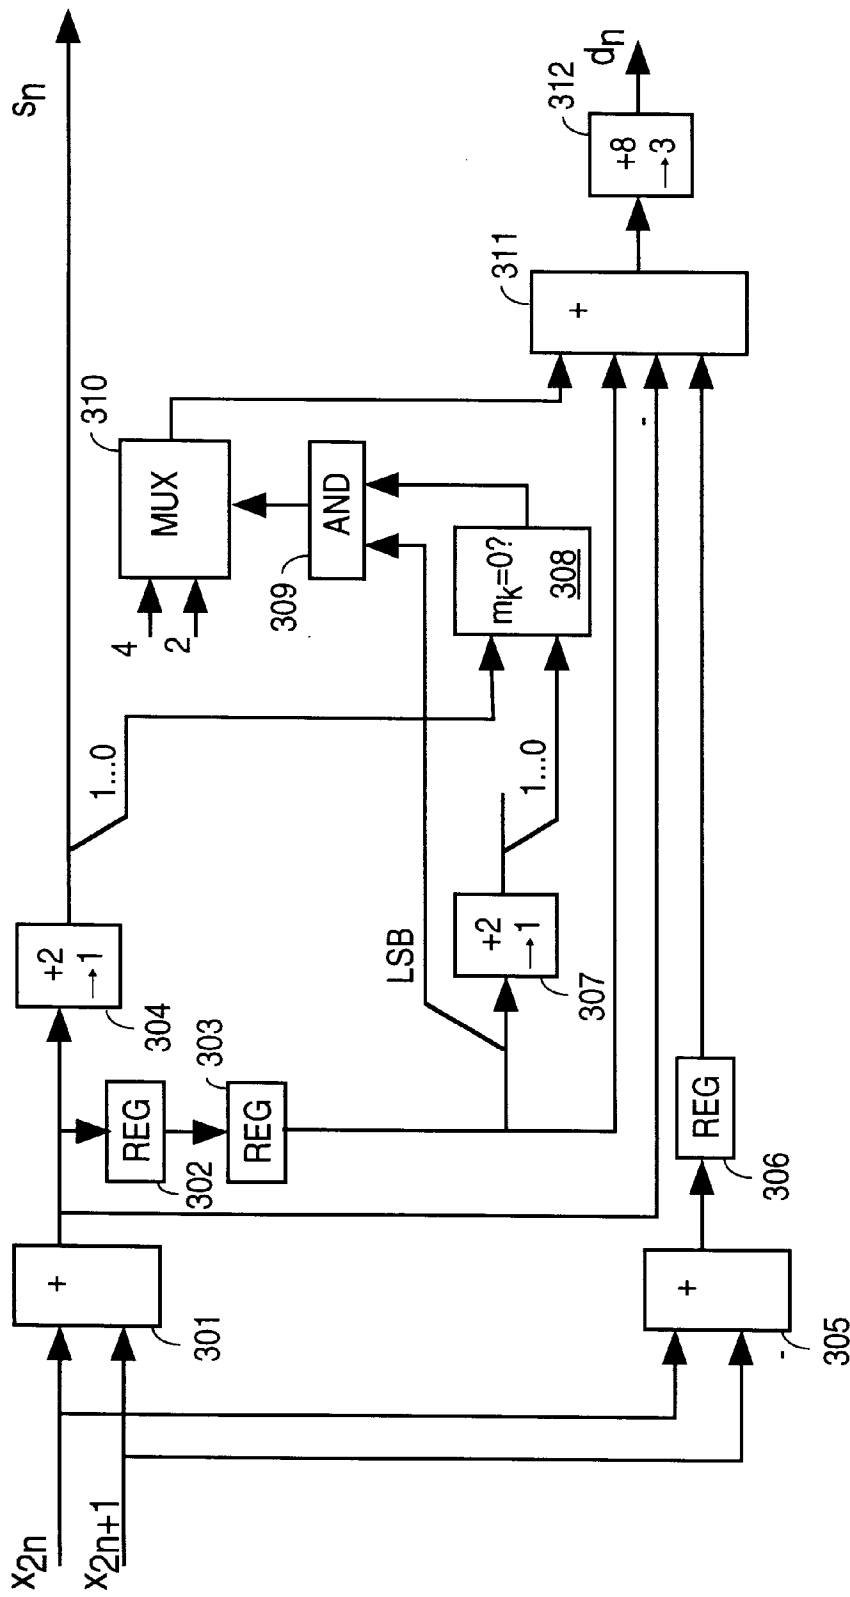 x2n
x2n+1
+
301
REG
302
REG
303
+2
→1
304
sn
1...0
LSB
+2
→1
307
1...0
mk=0?
308
AND
309
4
2
MUX
310
+
-
305
REG
306
-
+
311
+8
→3
312
dn